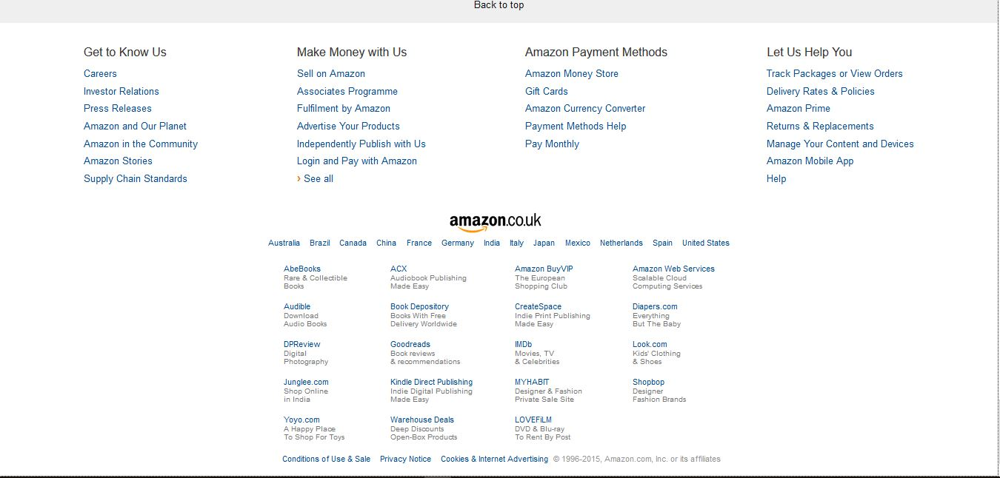 Back to top
Get to Know Us
Careers
Investor Relations
Press Releases
Amazon and Our Planet
Amazon in the Community
Amazon Stories
Supply Chain Standards
Make Money with Us
Sell on Amazon
Associates Programme
Fulfilment by Amazon
Advertise Your Products
Independently Publish with Us
Login and Pay with Amazon
› See all
Amazon Payment Methods
Amazon Money Store
Gift Cards
Amazon Currency Converter
Payment Methods Help
Pay Monthly
Let Us Help You
Track Packages or View Orders
Delivery Rates & Policies
Amazon Prime
Returns & Replacements
Manage Your Content and Devices
Amazon Mobile App
Help
amazon.co.uk
Australia Brazil Canada China France Germany India Italy Japan Mexico Netherlands Spain United States
AbeBooks
Rare & Collectible
Books
ACX
Audiobook Publishing
Made Easy
Amazon BuyVIP
The European
Shopping Club
Amazon Web Services
Scalable Cloud
Computing Services
Audible
Download
Audio Books
Book Depository
Books With Free
Delivery Worldwide
CreateSpace
Indie Print Publishing
Made Easy
Diapers.com
Everything
But The Baby
DPReview
Digital
Photography
Goodreads
Book reviews
& recommendations
IMDb
Movies, TV
& Celebrities
Look.com
Kids' Clothing
& Shoes
Junglee.com
Shop Online
in India
Kindle Direct Publishing
Indie Digital Publishing
Made Easy
MYHABIT
Designer & Fashion
Private Sale Site
Shopbop
Designer
Fashion Brands
Yoyo.com
A Happy Place
To Shop For Toys
Warehouse Deals
Deep Discounts
Open-Box Products
LOVEFiLM
DVD & Blu-ray
To Rent By Post
Conditions of Use & Sale Privacy Notice Cookies & Internet Advertising © 1996-2015, Amazon.com, Inc. or its affiliates